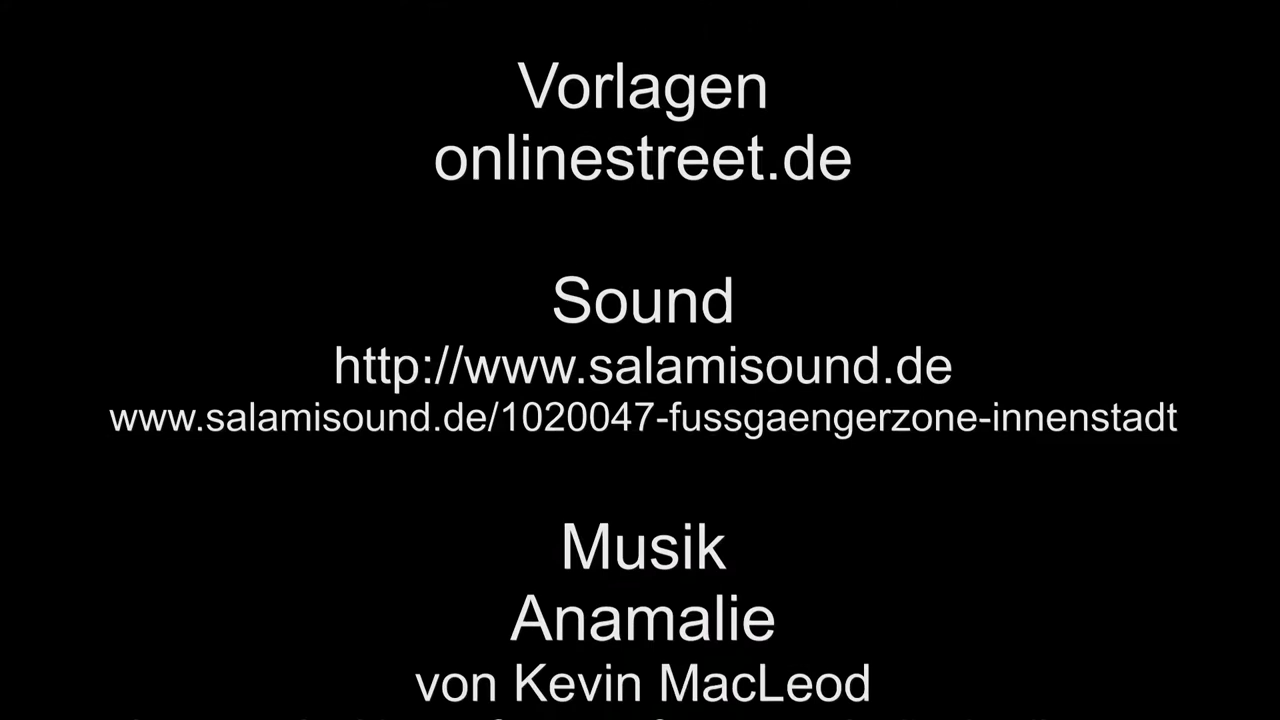 Vorlagen
onlinestreet.de
Sound
http://www.salamisound.de
www.salamisound.de/1020047-fussgaengerzone-innenstadt
Musik
Anamalie
von Kevin MacLeod